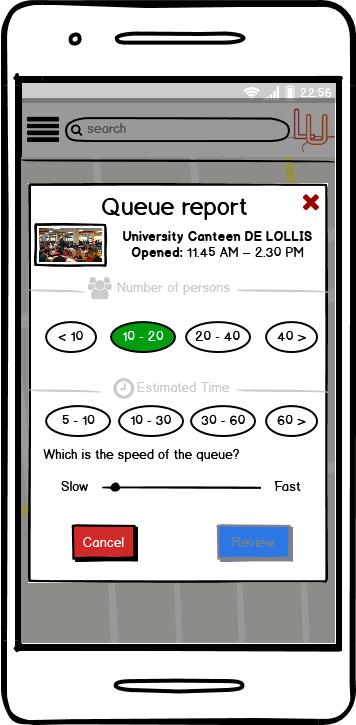 22:56
search
LU
Queue report
University Canteen DE LOLLIS
Opened: 11.45 AM – 2.30 PM
Number of persons
< 10 10 - 20 20 - 40 40 >
Estimated Time
5 - 10 10 - 30 30 - 60 60 >
Which is the speed of the queue?
Slow Fast
Cancel Review